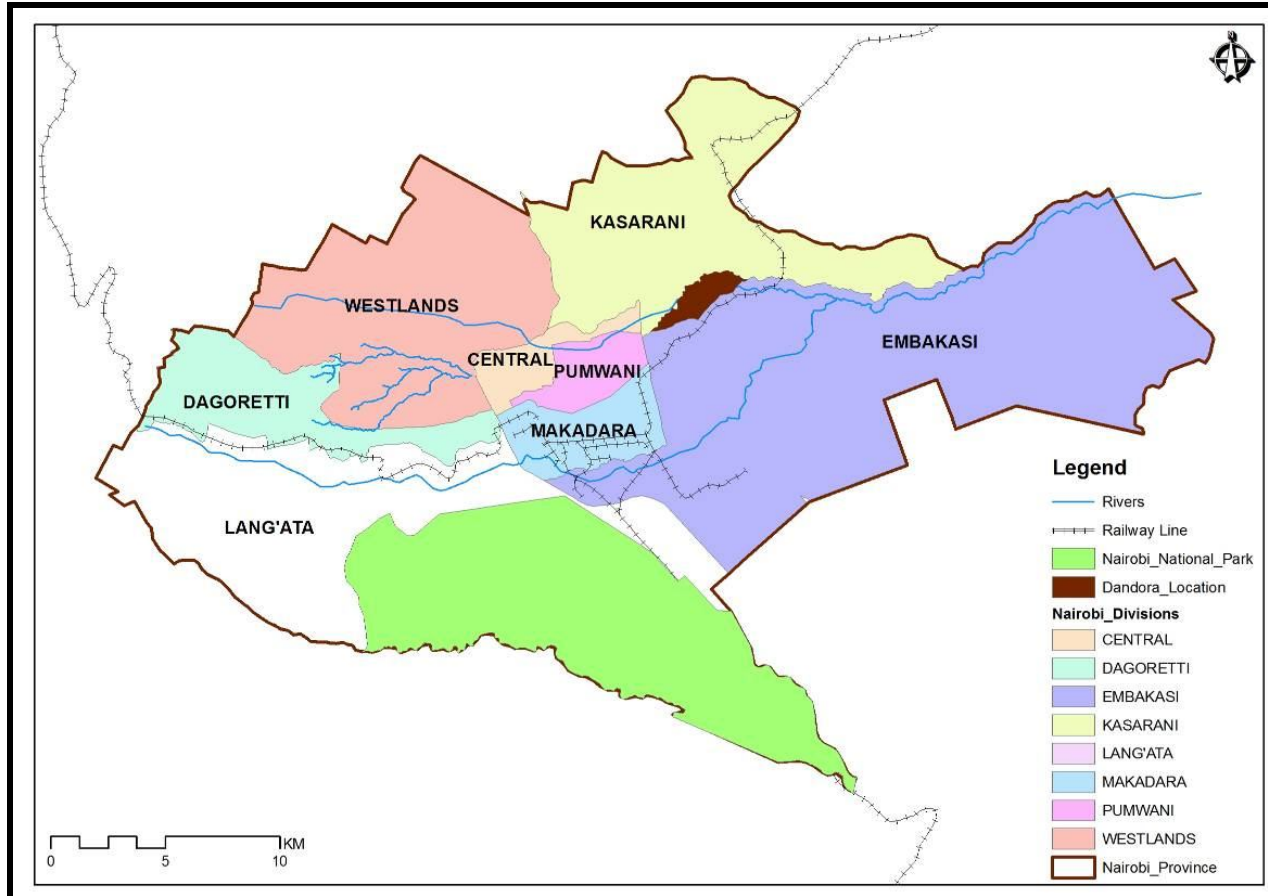 KASARANI
WESTLANDS
EMBAKASI
CENTRAL
PUMWANI
DAGORETTI
MAKADARA
LANG'ATA
Legend
Rivers
Railway Line
Nairobi_National_Park
Dandora_Location
Nairobi_Divisions
CENTRAL
DAGORETTI
EMBAKASI
KASARANI
LANG'ATA
MAKADARA
PUMWANI
WESTLANDS
Nairobi_Province
KM
0 5 10